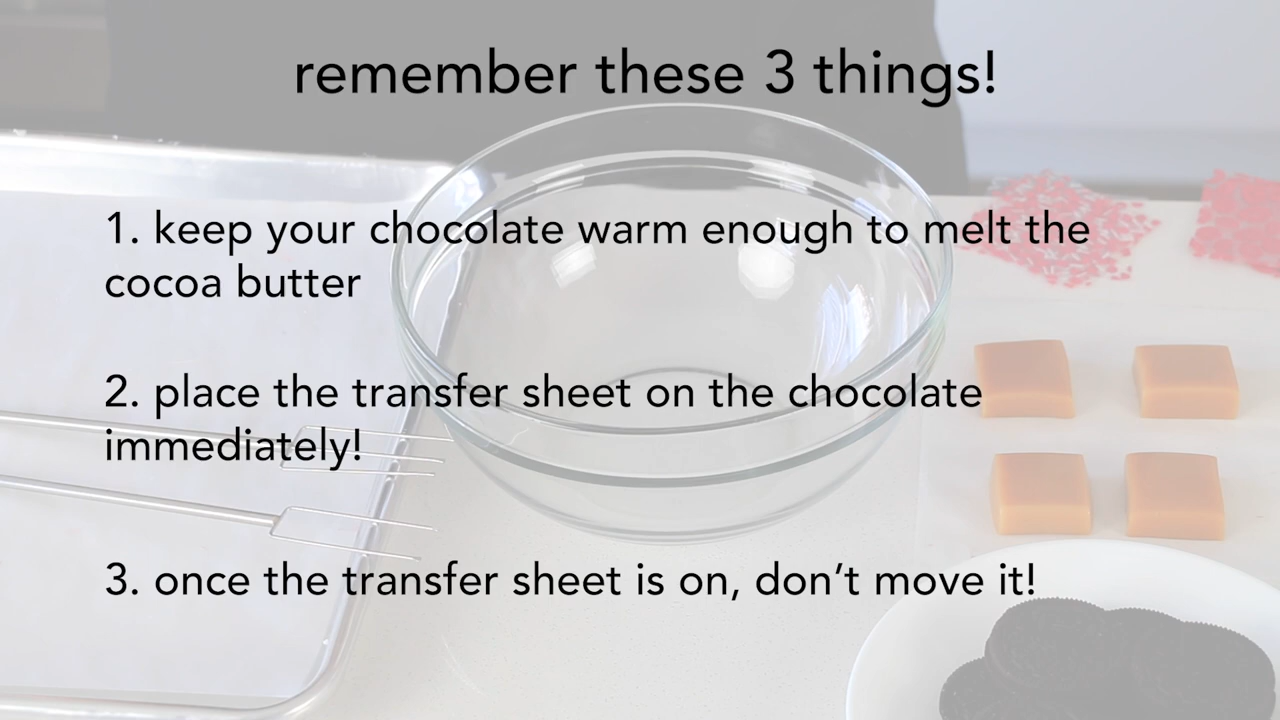 remember these 3 things!
1. keep your chocolate warm enough to melt the
cocoa butter
2. place the transfer sheet on the chocolate
immediately!
3. once the transfer sheet is on, don’t move it!